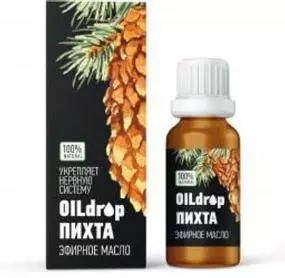 100%
NATURAL
УКРЕПЛЯЕТ
НЕРВНУЮ
СИСТЕМУ
OILdrop
ПИХТА
ЭФИРНОЕ МАСЛО
100%
NATURAL
OILdrop
ПИХТА
ЭФИРНОЕ МАСЛО